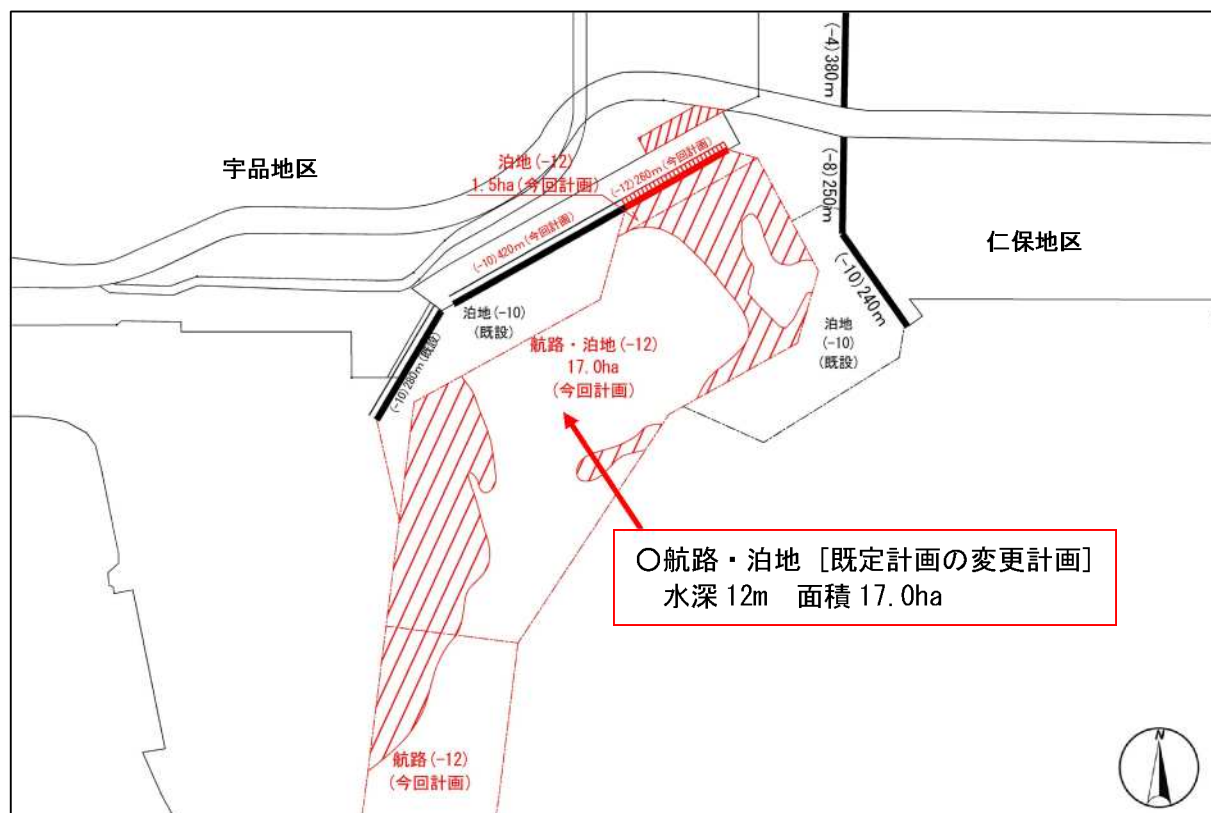 (-4)380m
宇品地区
泊地(-12)
1.5ha(今回計画)
(-12)260m(今回計画)
(-8)250m
仁保地区
(-10)420m(今回計画)
(-10)240m
泊地(-10)
(既設)
(-10)280m(既設)
泊地
(-10)
(既設)
航路・泊地(-12)
17.0ha
(今回計画)
〇航路・泊地［既定計画の変更計画］
水深12m　面積17.0ha
航路(-12)
(今回計画)
N